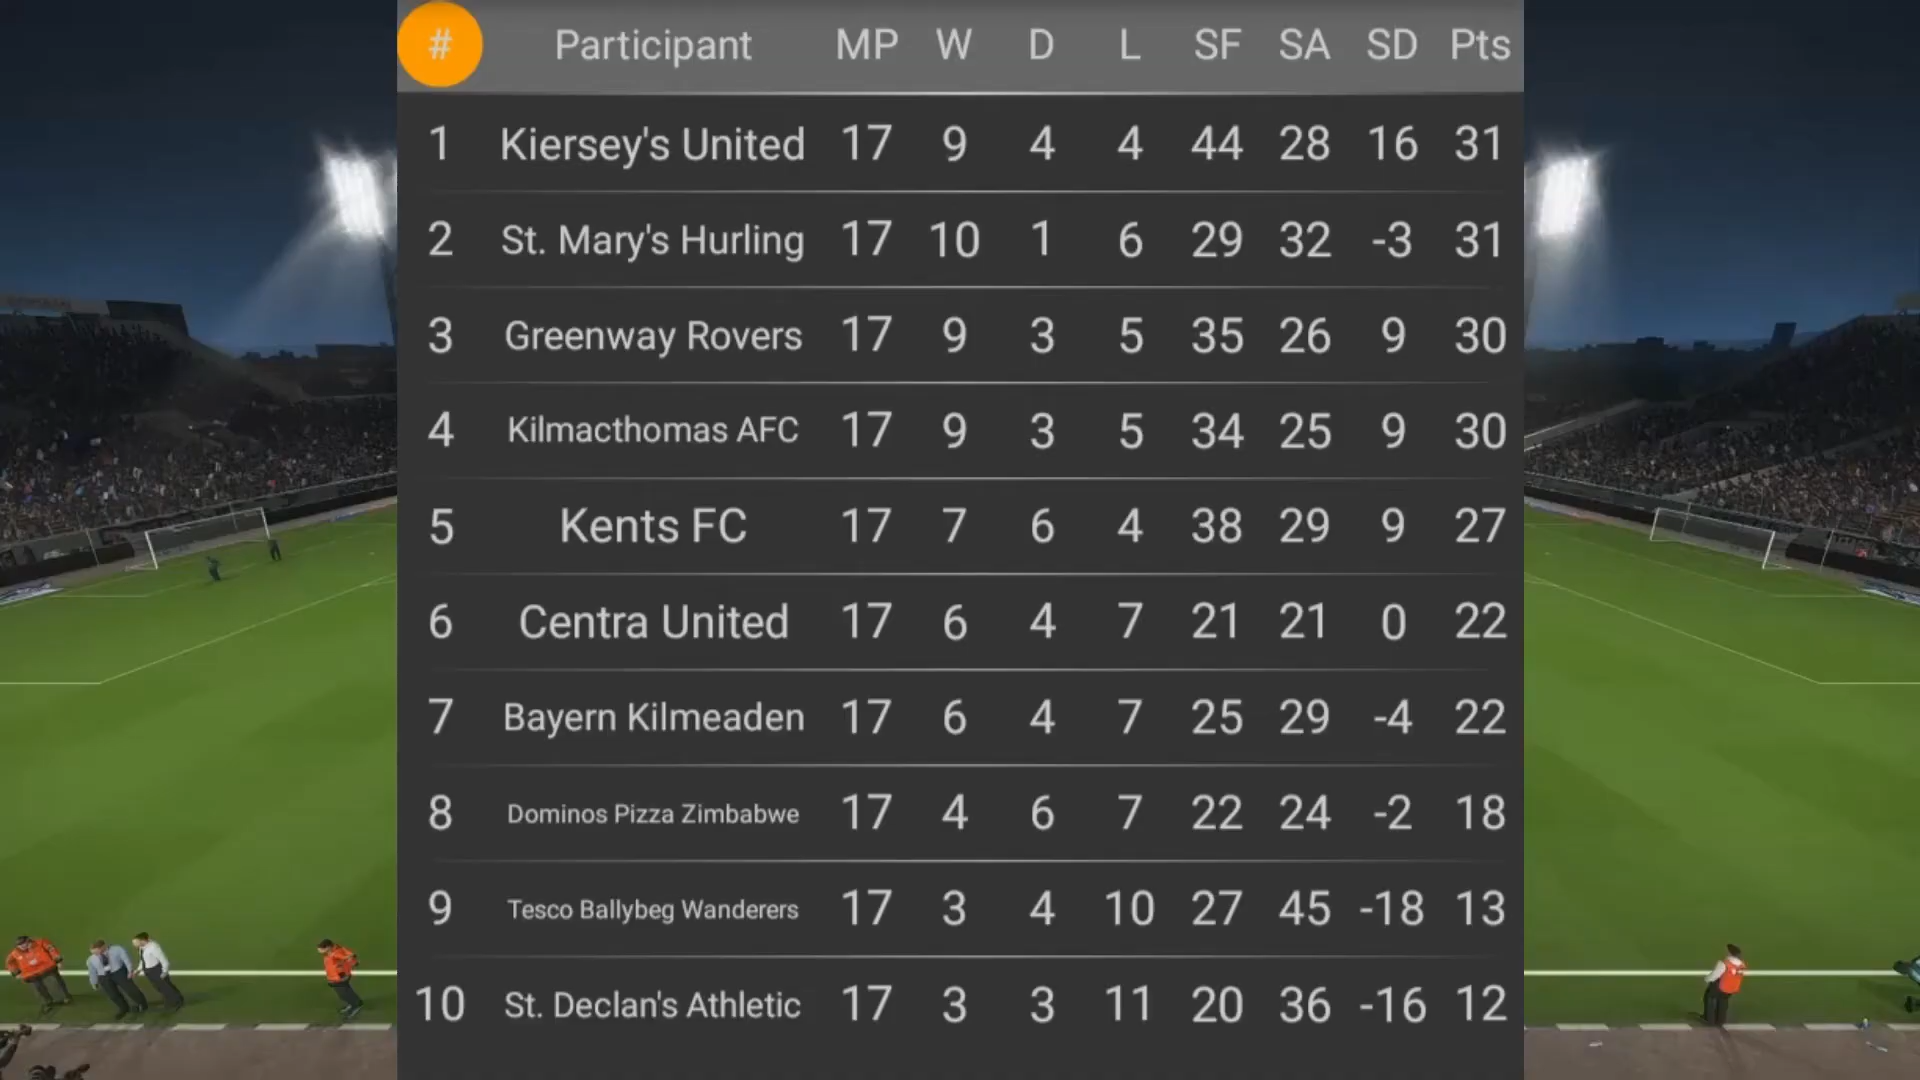 # Participant MP W D L SF SA SD Pts
1 Kiersey's United 17 9 4 4 44 28 16 31
2 St. Mary's Hurling 17 10 1 6 29 32 -3 31
3 Greenway Rovers 17 9 3 5 35 26 9 30
4 Kilmacthomas AFC 17 9 3 5 34 25 9 30
5 Kents FC 17 7 6 4 38 29 9 27
6 Centra United 17 6 4 7 21 21 0 22
7 Bayern Kilmeaden 17 6 4 7 25 29 -4 22
8 Dominos Pizza Zimbabwe 17 4 6 7 22 24 -2 18
9 Tesco Ballybeg Wanderers 17 3 4 10 27 45 -18 13
10 St. Declan's Athletic 17 3 3 11 20 36 -16 12